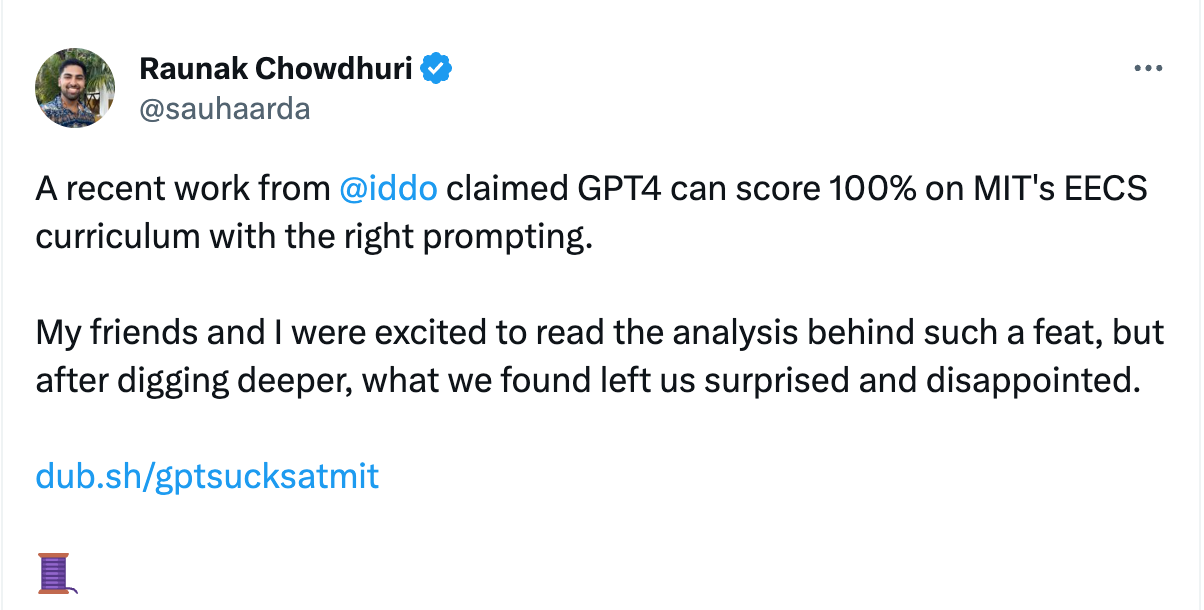 Raunak Chowdhuri
@sauhaarda
A recent work from @iddo claimed GPT4 can score 100% on MIT's EECS
curriculum with the right prompting.
My friends and I were excited to read the analysis behind such a feat, but
after digging deeper, what we found left us surprised and disappointed.
dub.sh/gptsucksatmit